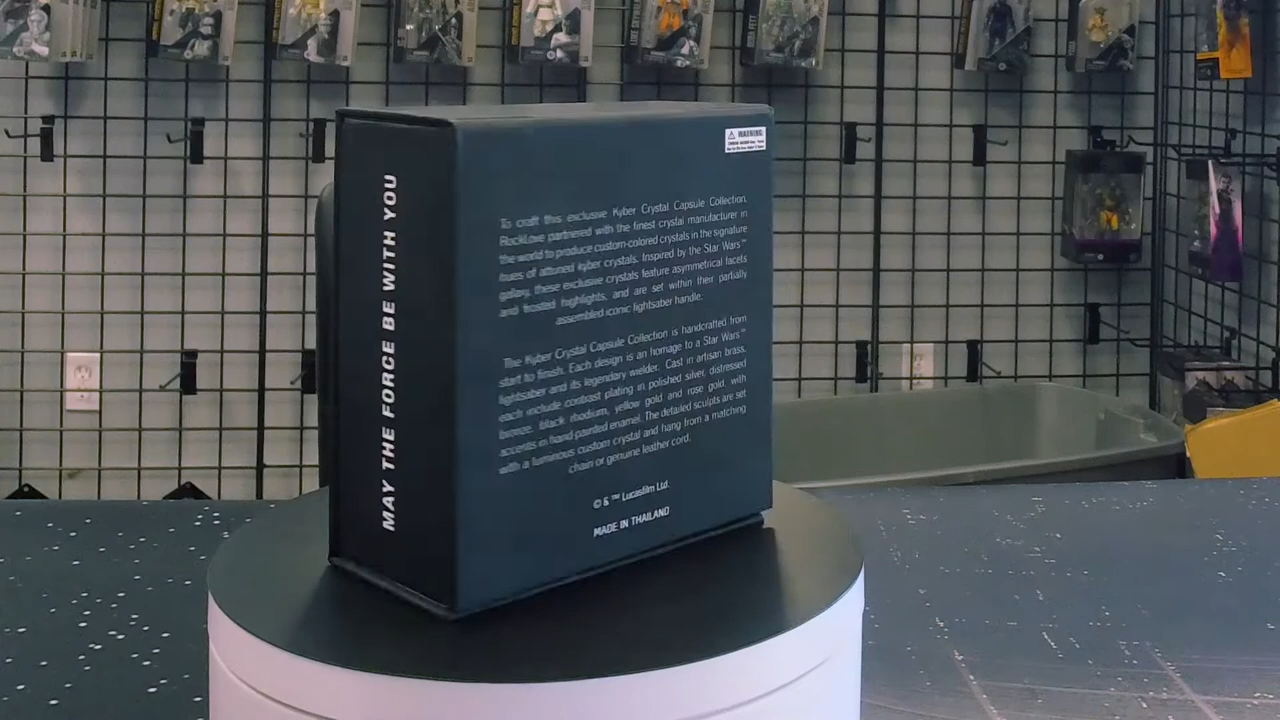 MAY THE FORCE BE WITH YOU
WARNING:
To craft this exclusive Kyber Crystal Capsule Collection,
RockLove partnered with the finest crystal manufacturer in
the world to produce custom-colored crystals in the signature
hues of attuned kyber crystals. Inspired by the Star Wars™
galaxy, these exclusive crystals feature asymmetrical facets
and frosted highlights, and are set within their partially
assembled iconic lightsaber handle.
The Kyber Crystal Capsule Collection is handcrafted from
start to finish. Each design is an homage to a Star Wars™
lightsaber and its legendary wielder. Cast in artisan brass,
each include contrast plating in polished silver, distressed
bronze, black rhodium, yellow gold and rose gold, with
accents in hand painted enamel. The detailed sculpts are set
with a luminous custom crystal and hang from a matching
chain or genuine leather cord.
© & ™ Lucasfilm Ltd.
MADE IN THAILAND